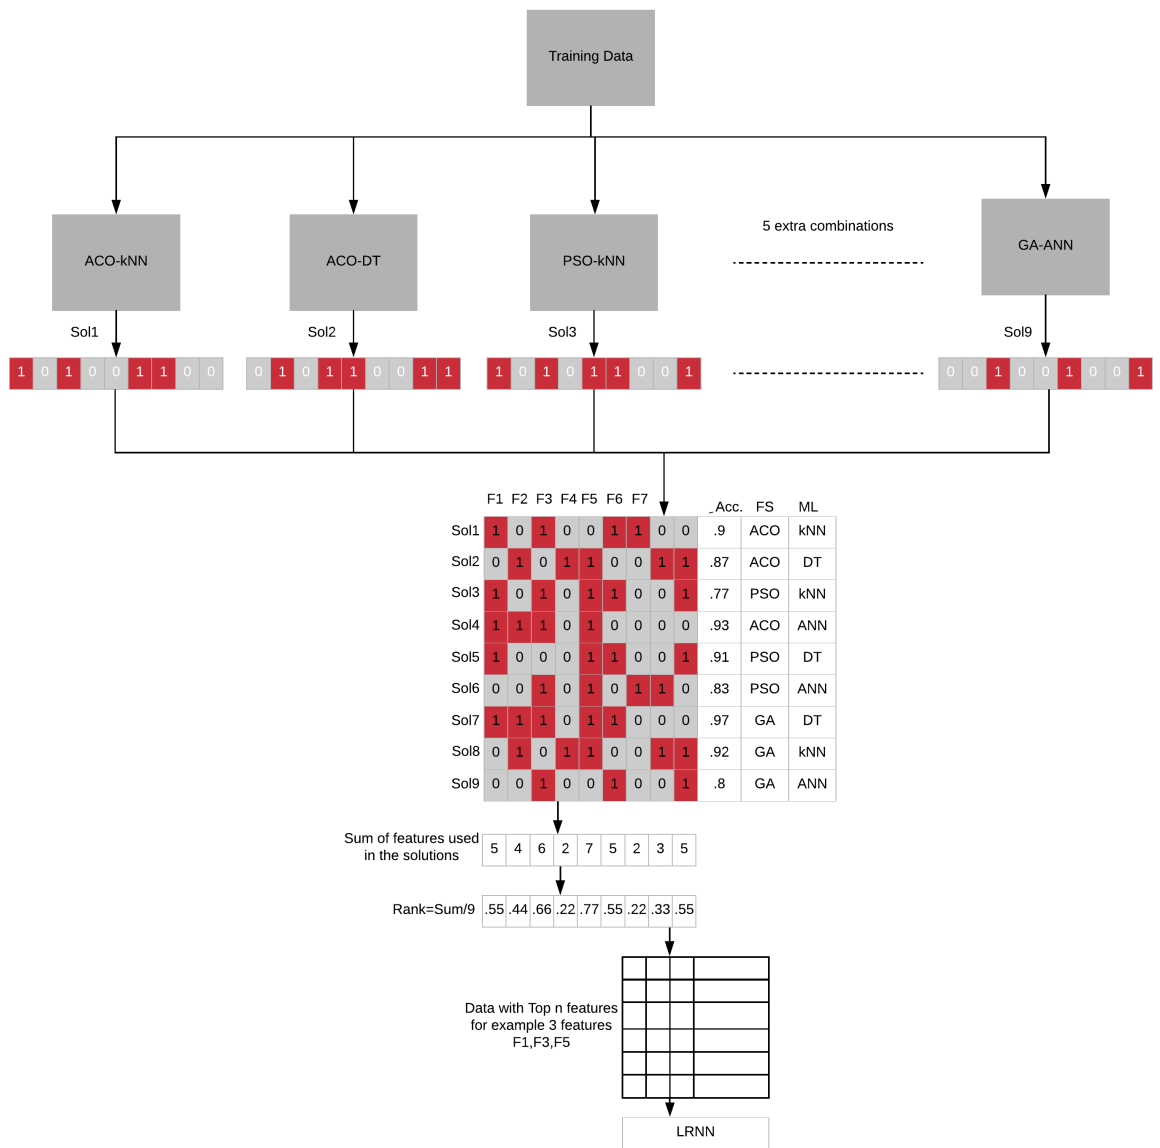 Training Data
5 extra combinations
ACO-kNN
ACO-DT
PSO-kNN
GA-ANN
Sol1
Sol2
Sol3
Sol9
1 0 1 0 0 1 1 0 0
0 1 0 1 1 0 0 1 1
1 0 1 0 1 1 0 0 1
0 0 1 0 0 1 0 0 1
F1 F2 F3 F4 F5 F6 F7 Acc. FS ML
Sol1 1 0 1 0 0 1 1 0 0 .9 ACO kNN
Sol2 0 1 0 1 1 0 0 1 1 .87 ACO DT
Sol3 1 0 1 0 1 1 0 0 1 .77 PSO kNN
Sol4 1 1 1 0 1 0 0 0 0 .93 ACO ANN
Sol5 1 0 0 0 1 1 0 0 1 .91 PSO DT
Sol6 0 0 1 0 1 0 1 1 0 .83 PSO ANN
Sol7 1 1 1 0 1 1 0 0 0 .97 GA DT
Sol8 0 1 0 1 1 0 0 1 1 .92 GA kNN
Sol9 0 0 1 0 0 1 0 0 1 .8 GA ANN
Sum of features used
in the solutions
5 4 6 2 7 5 2 3 5
Rank=Sum/9 .55 .44 .66 .22 .77 .55 .22 .33 .55
Data with Top n features
for example 3 features
F1,F3,F5
LRNN